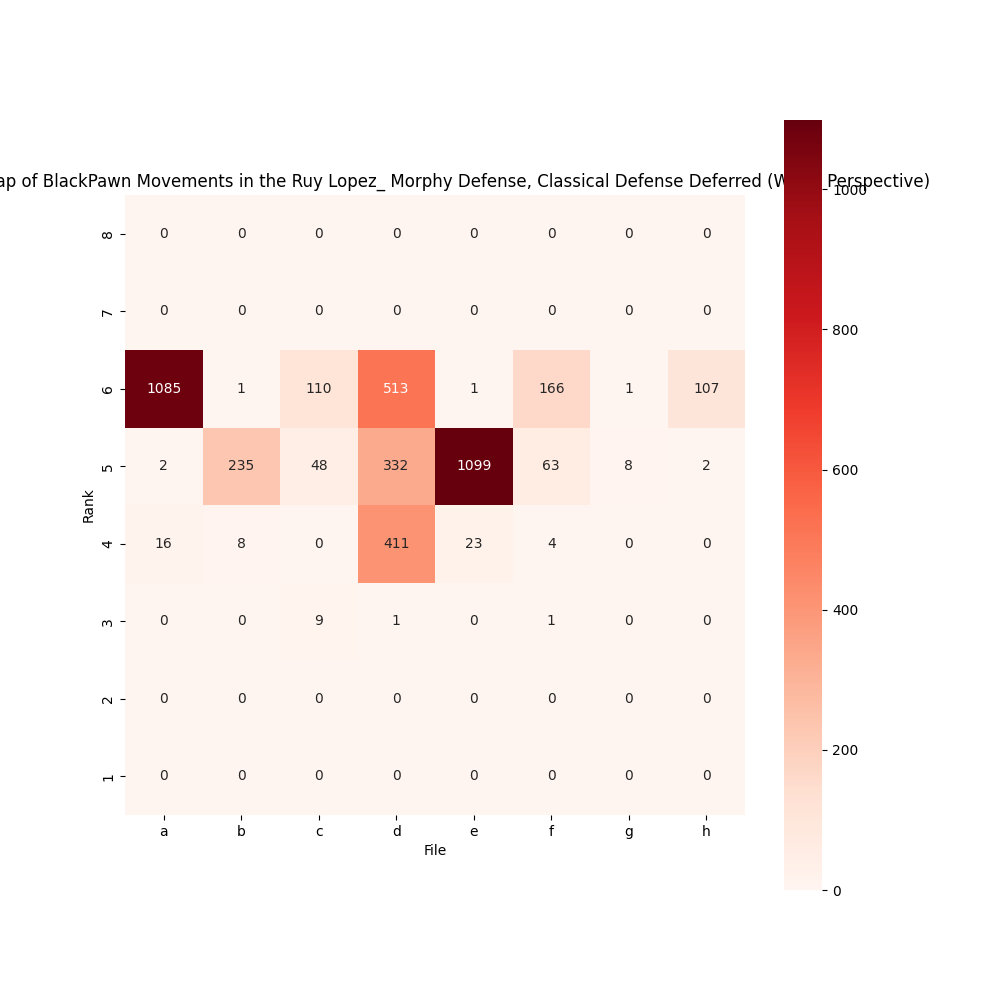 ap of BlackPawn Movements in the Ruy Lopez_ Morphy Defense, Classical Defense Deferred (W Perspective)
1000
8 0 0 0 0 0 0 0 0
7 0 0 0 0 0 0 0 0
6 1085 1 110 513 1 166 1 107
800
5 2 235 48 332 1099 63 8 2
600
Rank
4 16 8 0 411 23 4 0 0
400
3 0 0 9 1 0 1 0 0
2 0 0 0 0 0 0 0 0
200
1 0 0 0 0 0 0 0 0
a b c d e f g h
File
0